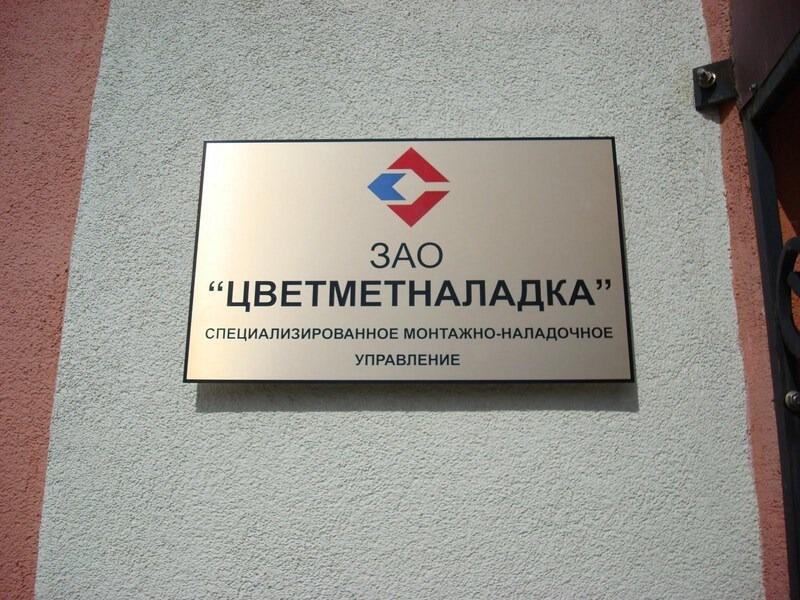 ЗАО
“ЦВЕТМЕТНАЛАДКА”
СПЕЦИАЛИЗИРОВАННОЕ МОНТАЖНО-НАЛАДОЧНОЕ
УПРАВЛЕНИЕ